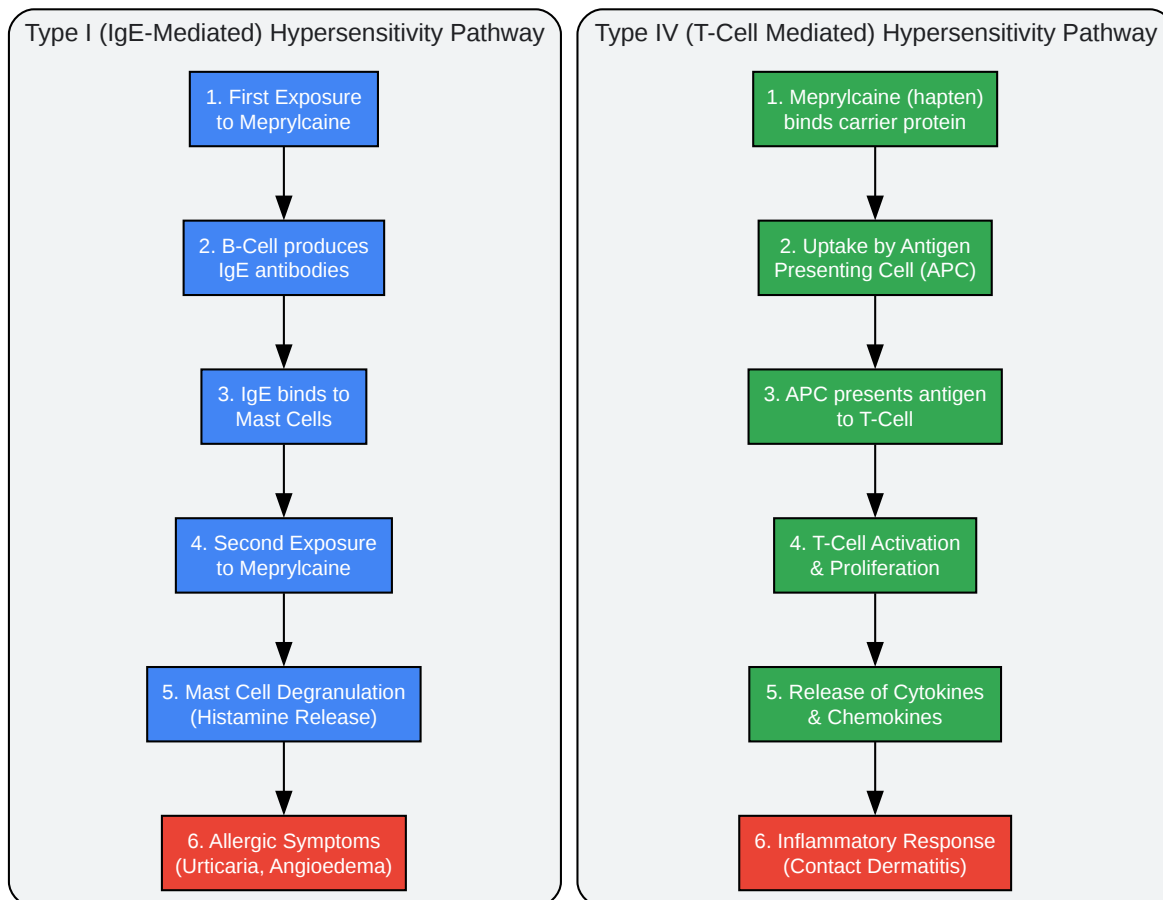 Type I (IgE-Mediated) Hypersensitivity Pathway
1. First Exposure
to Meprylcaine
2. B-Cell produces
IgE antibodies
3. IgE binds to
Mast Cells
4. Second Exposure
to Meprylcaine
5. Mast Cell Degranulation
(Histamine Release)
6. Allergic Symptoms
(Urticaria, Angioedema)
Type IV (T-Cell Mediated) Hypersensitivity Pathway
1. Meprylcaine (hapten)
binds carrier protein
2. Uptake by Antigen
Presenting Cell (APC)
3. APC presents antigen
to T-Cell
4. T-Cell Activation
& Proliferation
5. Release of Cytokines
& Chemokines
6. Inflammatory Response
(Contact Dermatitis)